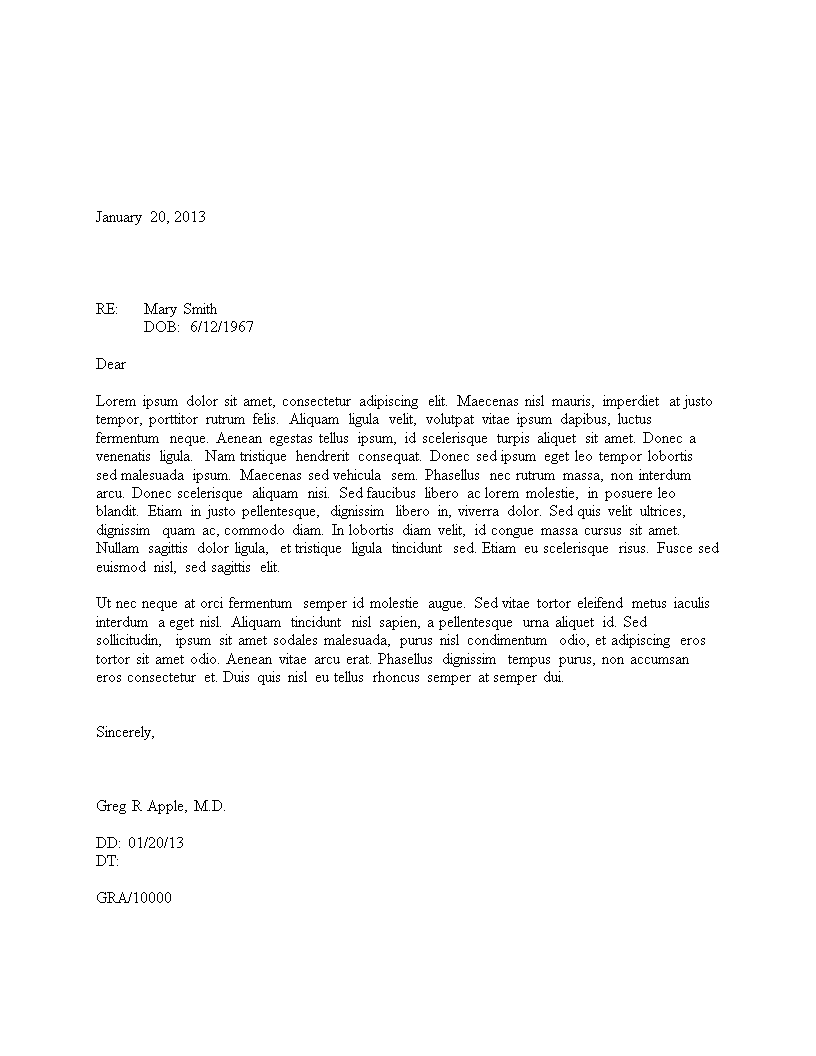 January 20, 2013
RE: Mary Smith
DOB: 6/12/1967
Dear
Lorem ipsum dolor sit amet, consectetur adipiscing elit. Maecenas nisl mauris, imperdiet at justo
tempor, porttitor rutrum felis. Aliquam ligula velit, volutpat vitae ipsum dapibus, luctus
fermentum neque. Aenean egestas tellus ipsum, id scelerisque turpis aliquet sit amet. Donec a
venenatis ligula. Nam tristique hendrerit consequat. Donec sed ipsum eget leo tempor lobortis
sed malesuada ipsum. Maecenas sed vehicula sem. Phasellus nec rutrum massa, non interdum
arcu. Donec scelerisque aliquam nisi. Sed faucibus libero ac lorem molestie, in posuere leo
blandit. Etiam in justo pellentesque, dignissim libero in, viverra dolor. Sed quis velit ultrices,
dignissim quam ac, commodo diam. In lobortis diam velit, id congue massa cursus sit amet.
Nullam sagittis dolor ligula, et tristique ligula tincidunt sed. Etiam eu scelerisque risus. Fusce sed
euismod nisl, sed sagittis elit.
Ut nec neque at orci fermentum semper id molestie augue. Sed vitae tortor eleifend metus iaculis
interdum a eget nisl. Aliquam tincidunt nisl sapien, a pellentesque urna aliquet id. Sed
sollicitudin, ipsum sit amet sodales malesuada, purus nisl condimentum odio, et adipiscing eros
tortor sit amet odio. Aenean vitae arcu erat. Phasellus dignissim tempus purus, non accumsan
eros consectetur et. Duis quis nisl eu tellus rhoncus semper at semper dui.
Sincerely,
Greg R Apple, M.D.
DD: 01/20/13
DT:
GRA/10000